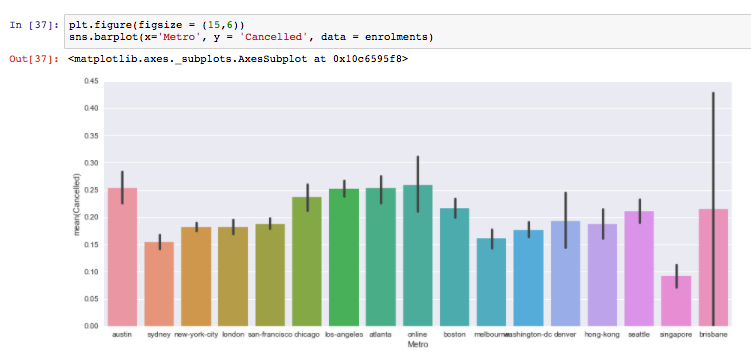 In [37]: plt.figure(figsize = (15,6))
sns.barplot(x='Metro', y = 'Cancelled', data = enrolments)
Out[37]: <matplotlib.axes._subplots.AxesSubplot at 0x10c6595f8>
0.45
0.40
0.35
0.30
0.25
0.20
0.15
0.10
0.05
0.00
mean(Cancelled)
austin sydney new-york-city london san-francisco chicago los-angeles atlanta online boston melbourne washington-dc denver hong-kong seattle singapore brisbane
Metro